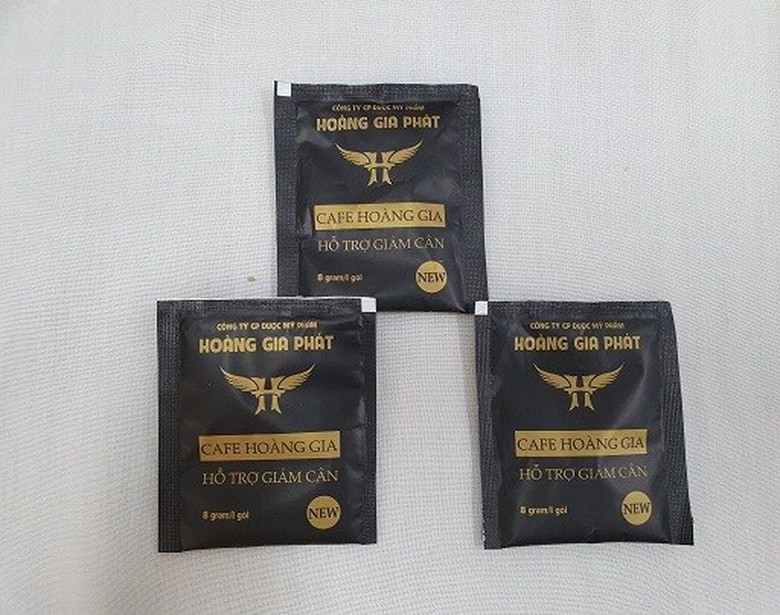 CÔNG TY CP DƯỢC MỸ PHẨM
HOÀNG GIA PHÁT
H
CAFE HOÀNG GIA
HỖ TRỢ GIẢM CÂN
8 gram/1 gói
NEW
CÔNG TY CP DƯỢC MỸ PHẨM
HOÀNG GIA PHÁT
H
CAFE HOÀNG GIA
HỖ TRỢ GIẢM CÂN
8 gram/1 gói
NEW
CÔNG TY CP DƯỢC MỸ PHẨM
HOÀNG GIA PHÁT
H
CAFE HOÀNG GIA
HỖ TRỢ GIẢM CÂN
8 gram/1 gói
NEW